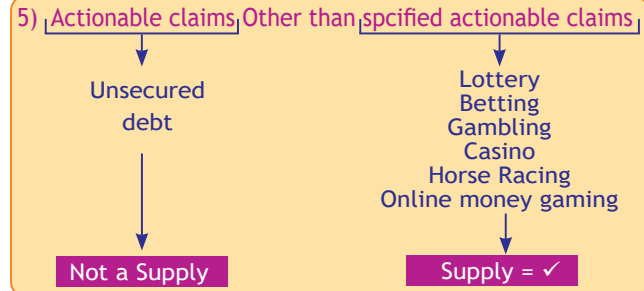 5) Actionable claims Other than spcified actionable claims
Unsecured
debt
Not a Supply
Lottery
Betting
Gambling
Casino
Horse Racing
Online money gaming
Supply = ✓